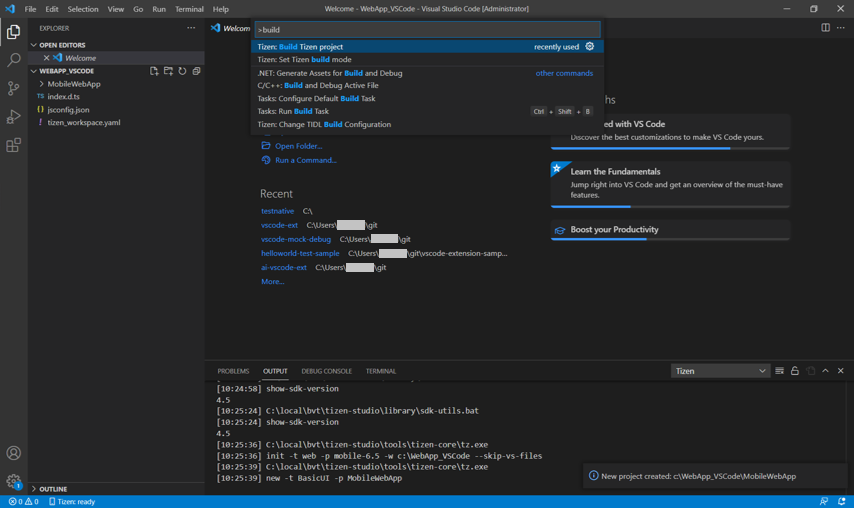 File Edit Selection View Go Run Terminal Help
Welcome - WebApp_VSCode - Visual Studio Code [Administrator]
EXPLORER
OPEN EDITORS
Welcome
WEBAPP_VSCODE
MobileWebApp
TS index.d.ts
{} jsconfig.json
! tizen_workspace.yaml
OUTLINE
Welcome
>build
Tizen: Build Tizen project recently used
Tizen: Set Tizen build mode
.NET: Generate Assets for Build and Debug other commands
C/C++: Build and Debug Active File
Tasks: Configure Default Build Task
Tasks: Run Build Task Ctrl + Shift + B
Tizen: Change TIDL Build Configuration
Open Folder...
Run a Command...
Recent
testnative C:\
vscode-ext C:\Users\ \git
vscode-mock-debug C:\Users\ \git
helloworld-test-sample C:\Users\ \git\vscode-extension-samp...
ai-vscode-ext C:\Users\ \git
More...
hs
ed with VS Code
Discover the best customizations to make VS Code yours.
Learn the Fundamentals
Jump right into VS Code and get an overview of the must-have
features.
Boost your Productivity
PROBLEMS OUTPUT DEBUG CONSOLE TERMINAL
Tizen
[10:24:58] show-sdk-version
4.5
[10:25:24] C:\local\bvt\tizen-studio\library\sdk-utils.bat
[10:25:24] show-sdk-version
4.5
[10:25:36] C:\local\bvt\tizen-studio\tools\tizen-core\tz.exe
[10:25:36] init -t web -p mobile-6.5 -w c:\WebApp_VSCode --skip-vs-files
[10:25:39] C:\local\bvt\tizen-studio\tools\tizen-core\tz.exe
[10:25:39] new -t BasicUI -p MobileWebApp
New project created: c:\WebApp_VSCode\MobileWebApp
1
0 0 Tizen: ready